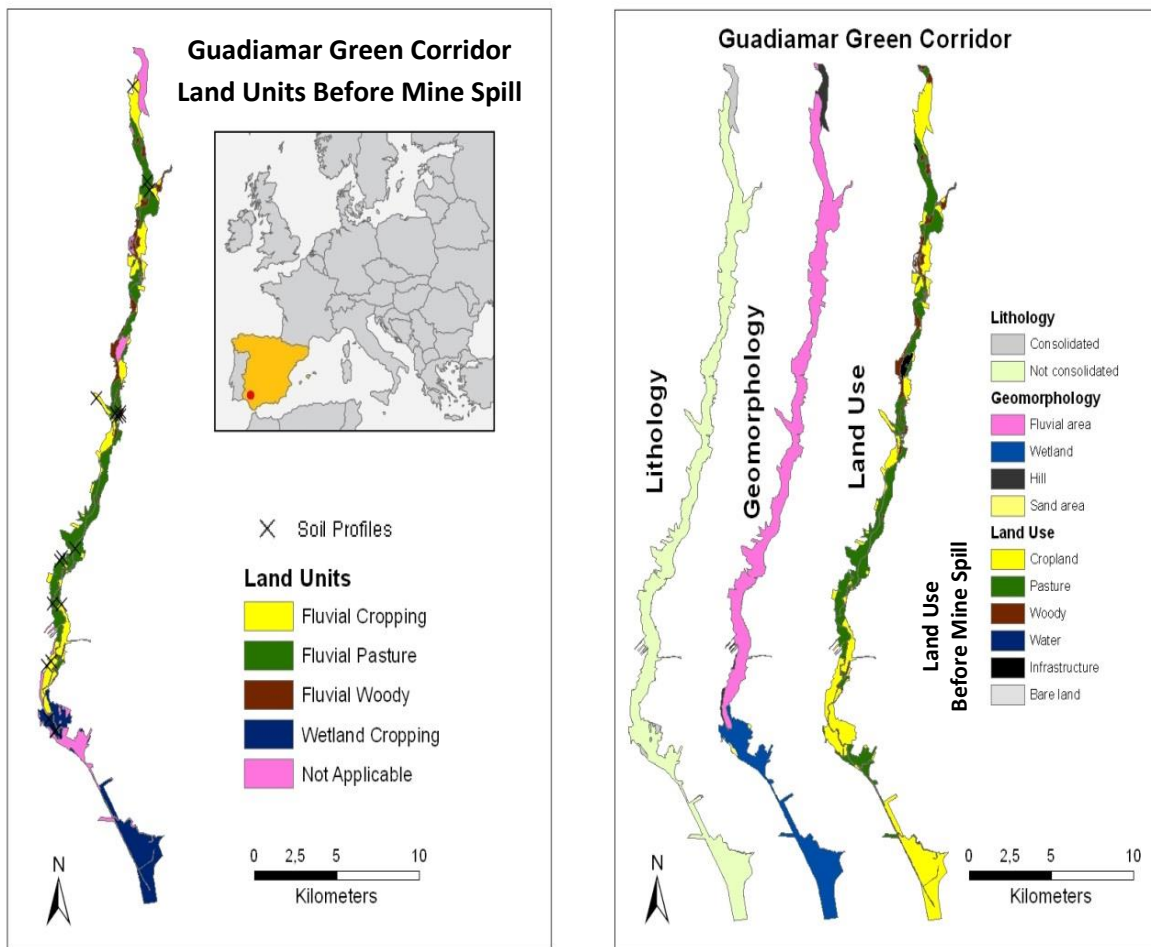 Guadiamar Green Corridor
Land Units Before Mine Spill
Soil Profiles
Land Units
Fluvial Cropping
Fluvial Pasture
Fluvial Woody
Wetland Cropping
Not Applicable
N
0 2,5 5 10
Kilometers
Guadiamar Green Corridor
Lithology
Geomorphology
Land Use
Lithology
Consolidated
Not consolidated
Geomorphology
Fluvial area
Wetland
Hill
Sand area
Land Use
Cropland
Pasture
Woody
Water
Infrastructure
Bare land
Land Use
Before Mine Spill
N
0 2,5 5 10
Kilometers